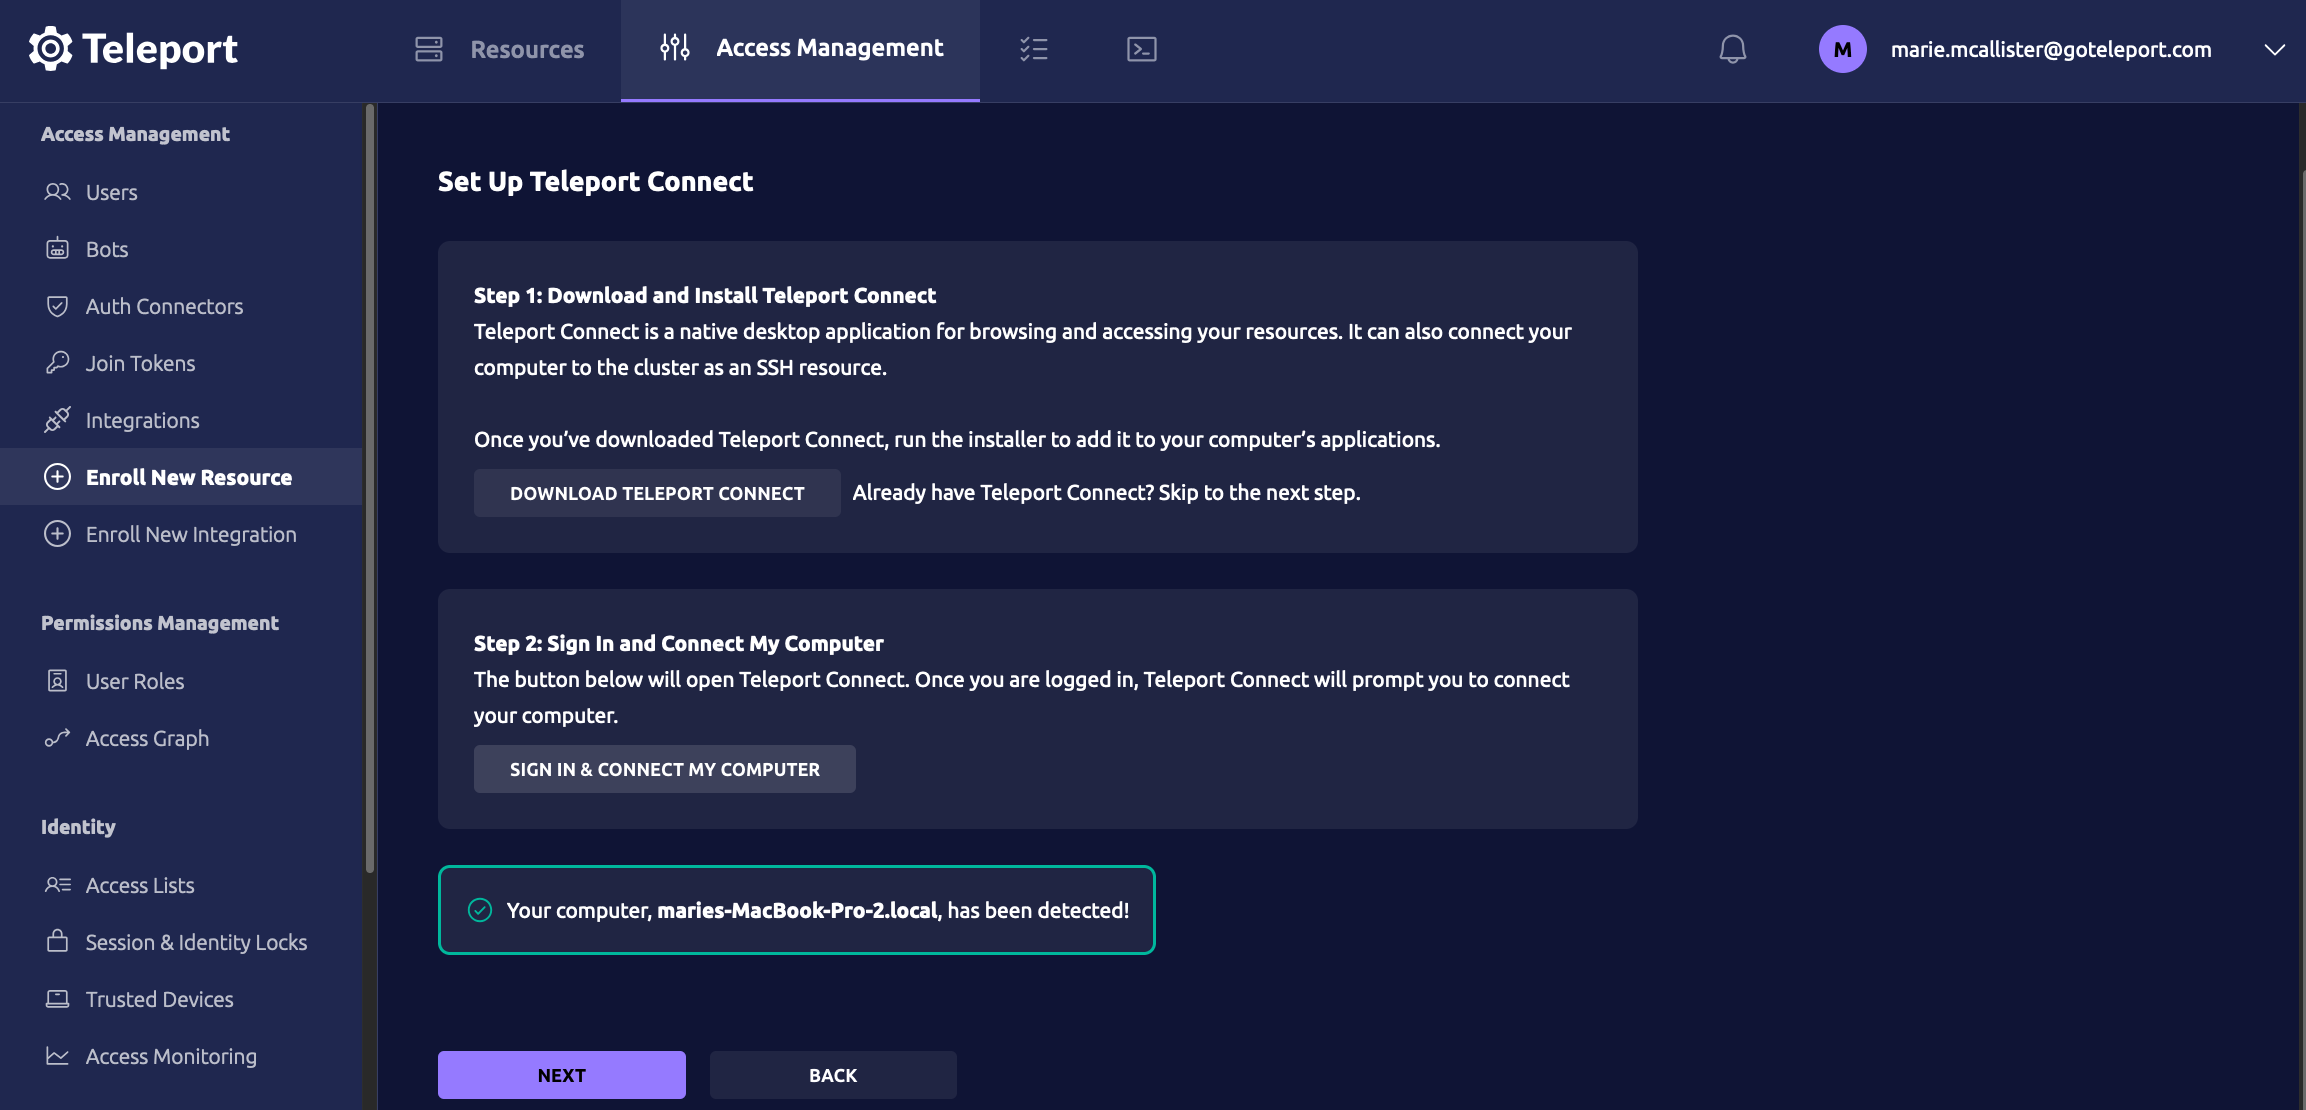 Teleport
Resources
Access Management
M
marie.mcallister@goteleport.com
Access Management
Users
Bots
Auth Connectors
Join Tokens
Integrations
Enroll New Resource
Enroll New Integration
Permissions Management
User Roles
Access Graph
Identity
Access Lists
Session & Identity Locks
Trusted Devices
Access Monitoring
Set Up Teleport Connect
Step 1: Download and Install Teleport Connect
Teleport Connect is a native desktop application for browsing and accessing your resources. It can also connect your
computer to the cluster as an SSH resource.
Once you’ve downloaded Teleport Connect, run the installer to add it to your computer’s applications.
DOWNLOAD TELEPORT CONNECT Already have Teleport Connect? Skip to the next step.
Step 2: Sign In and Connect My Computer
The button below will open Teleport Connect. Once you are logged in, Teleport Connect will prompt you to connect
your computer.
SIGN IN & CONNECT MY COMPUTER
Your computer, maries-MacBook-Pro-2.local, has been detected!
NEXT
BACK